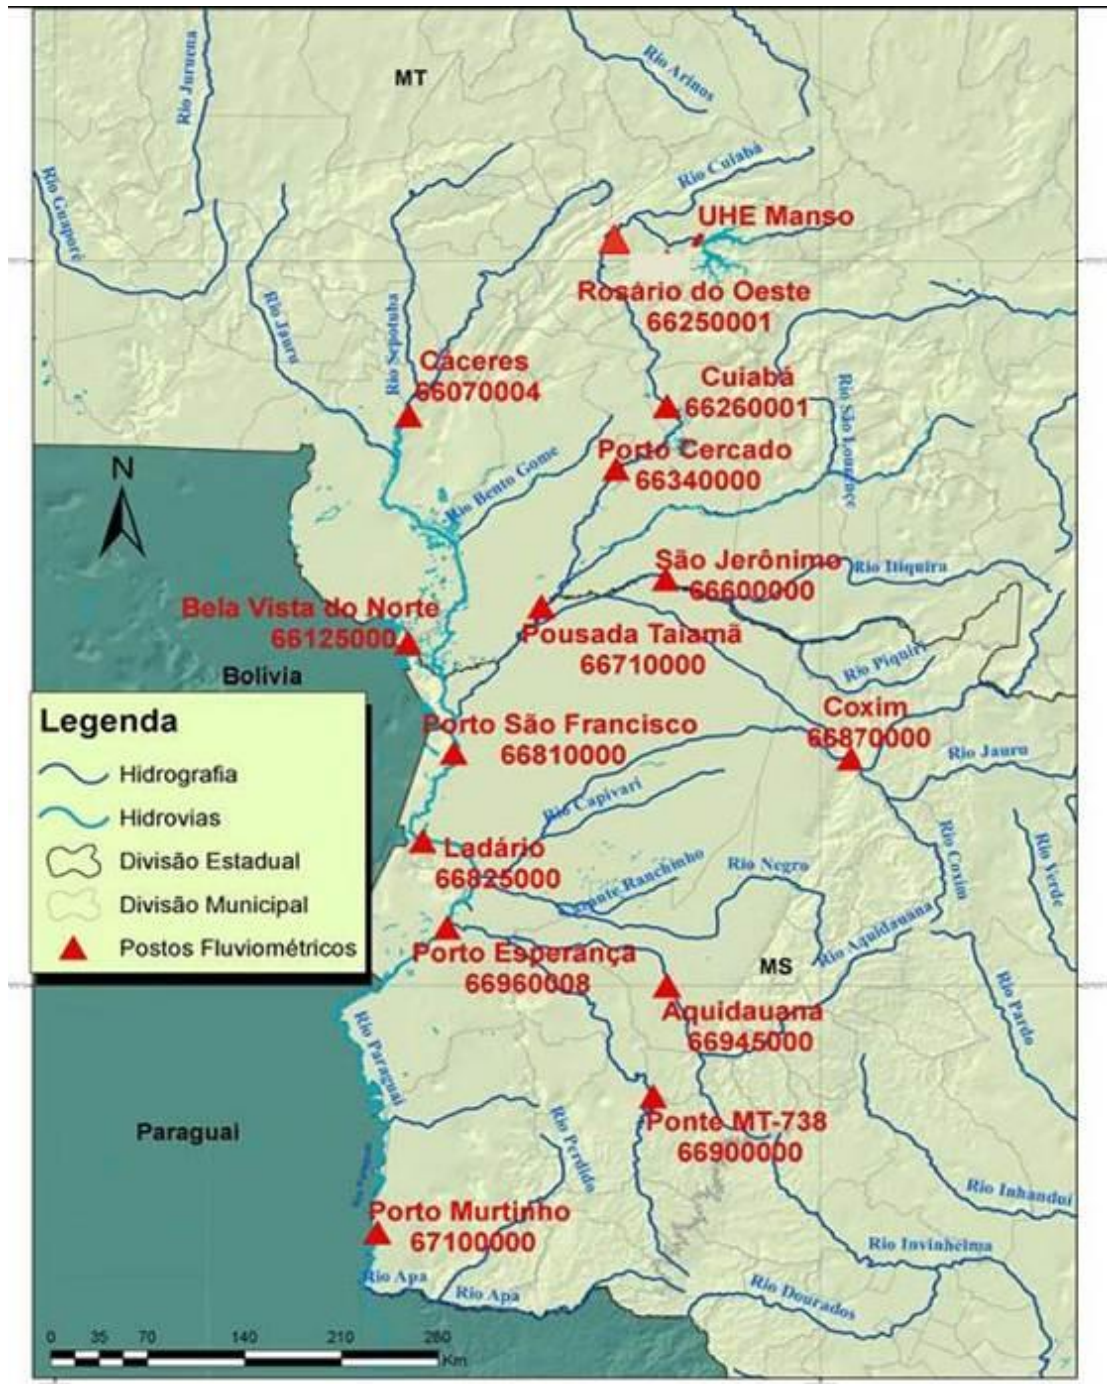 MT
Rio Juruena
Rio Arinos
Rio Cuiabá
Rio Guaporé
UHE Manso
Rosário do Oeste
66250001
Rio Jauru
Rio Sepotuba
Cáceres
66070004
Cuiabá
66260001
Rio São Lourenço
N
Porto Cercado
66340000
Rio Bento Gome
São Jerônimo
66600000
Rio Itiquira
Bela Vista do Norte
66125000
Pousada Taiamã
66710000
Rio Piquiri
Bolívia
Coxim
66870000
Porto São Francisco
66810000
Rio Jauru
Legenda
Hidrografia
Hidrovias
Divisão Estadual
Divisão Municipal
Postos Fluviométricos
Rio Capivari
Rio Coxim
Rio Verde
Ladário
66825000
Ranchinho
Rio Negro
Rio Aquidauana
Porto Esperança
66960008
MS
Aquidauana
66945000
Rio Pardo
Rio Paraguai
Ponte MT-738
66900000
Paraguai
Rio Perdido
Rio Inhanduí
Porto Murtinho
67100000
Rio Invinheima
Rio Apa
Rio Apa
Rio Dourados
0 35 70 140 210 280
Km